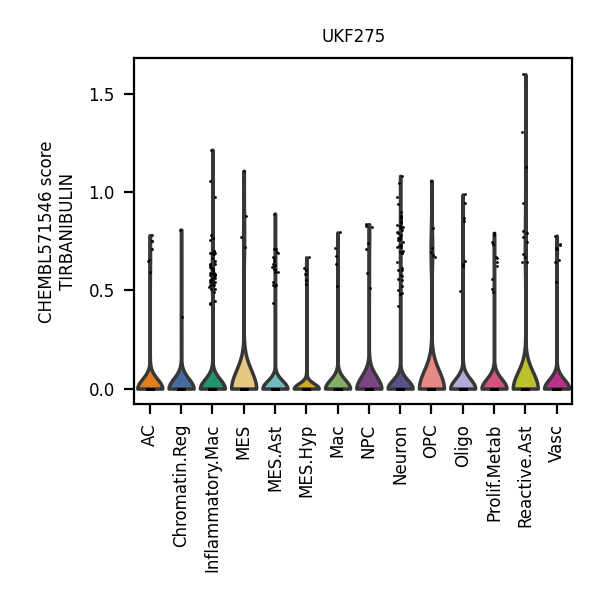 UKF275
CHEMBL571546 score
TIRBANIBULIN
1.5
1.0
0.5
0.0
AC
Chromatin.Reg
Inflammatory.Mac
MES
MES.Ast
MES.Hyp
Mac
NPC
Neuron
OPC
Oligo
Prolif.Metab
Reactive.Ast
Vasc